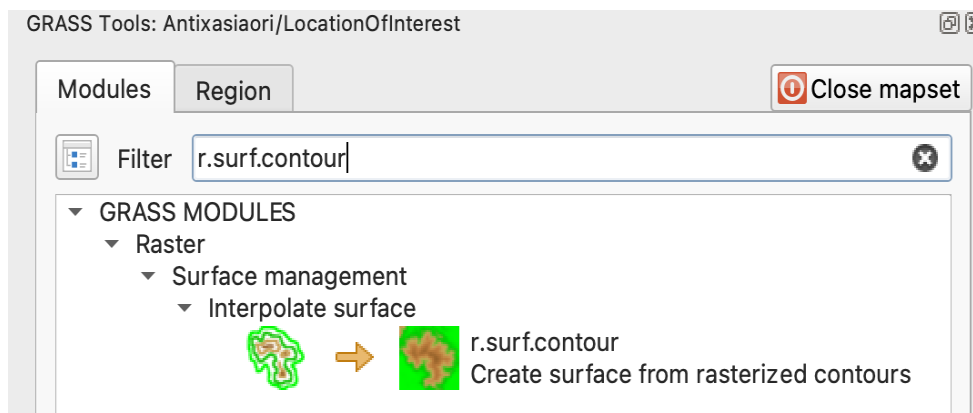 GRASS Tools: Antixasiaori/LocationOfInterest
Modules
Region
Close mapset
Filter
r.surf.contour
GRASS MODULES
Raster
Surface management
Interpolate surface
r.surf.contour
Create surface from rasterized contours